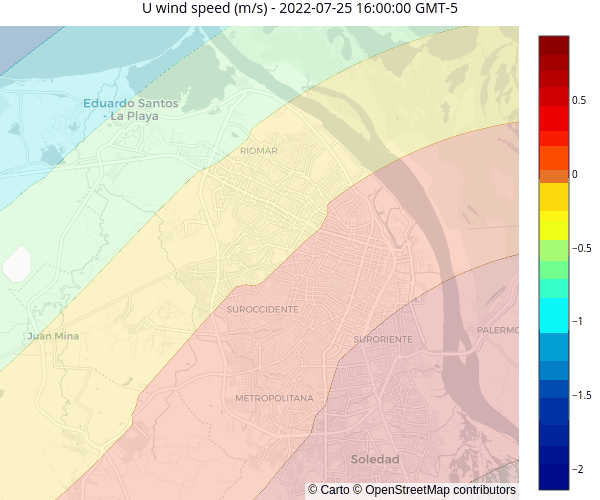 U wind speed (m/s) - 2022-07-25 16:00:00 GMT-5
Eduardo Santos
- La Playa
RIOMAR
Juan Mina
SUROCCIDENTE
SURORIENTE
PALERMO
METROPOLITANA
Soledad
© Carto © OpenStreetMap contributors
0.5
0
−0.5
−1
−1.5
−2